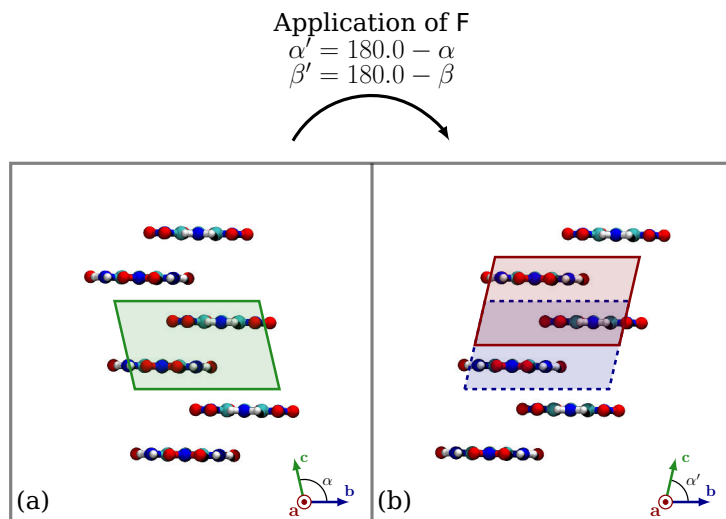 Application of F
α′ = 180.0 − α
β′ = 180.0 − β
(a)
c
α
b
a
(b)
c
α′
b
a